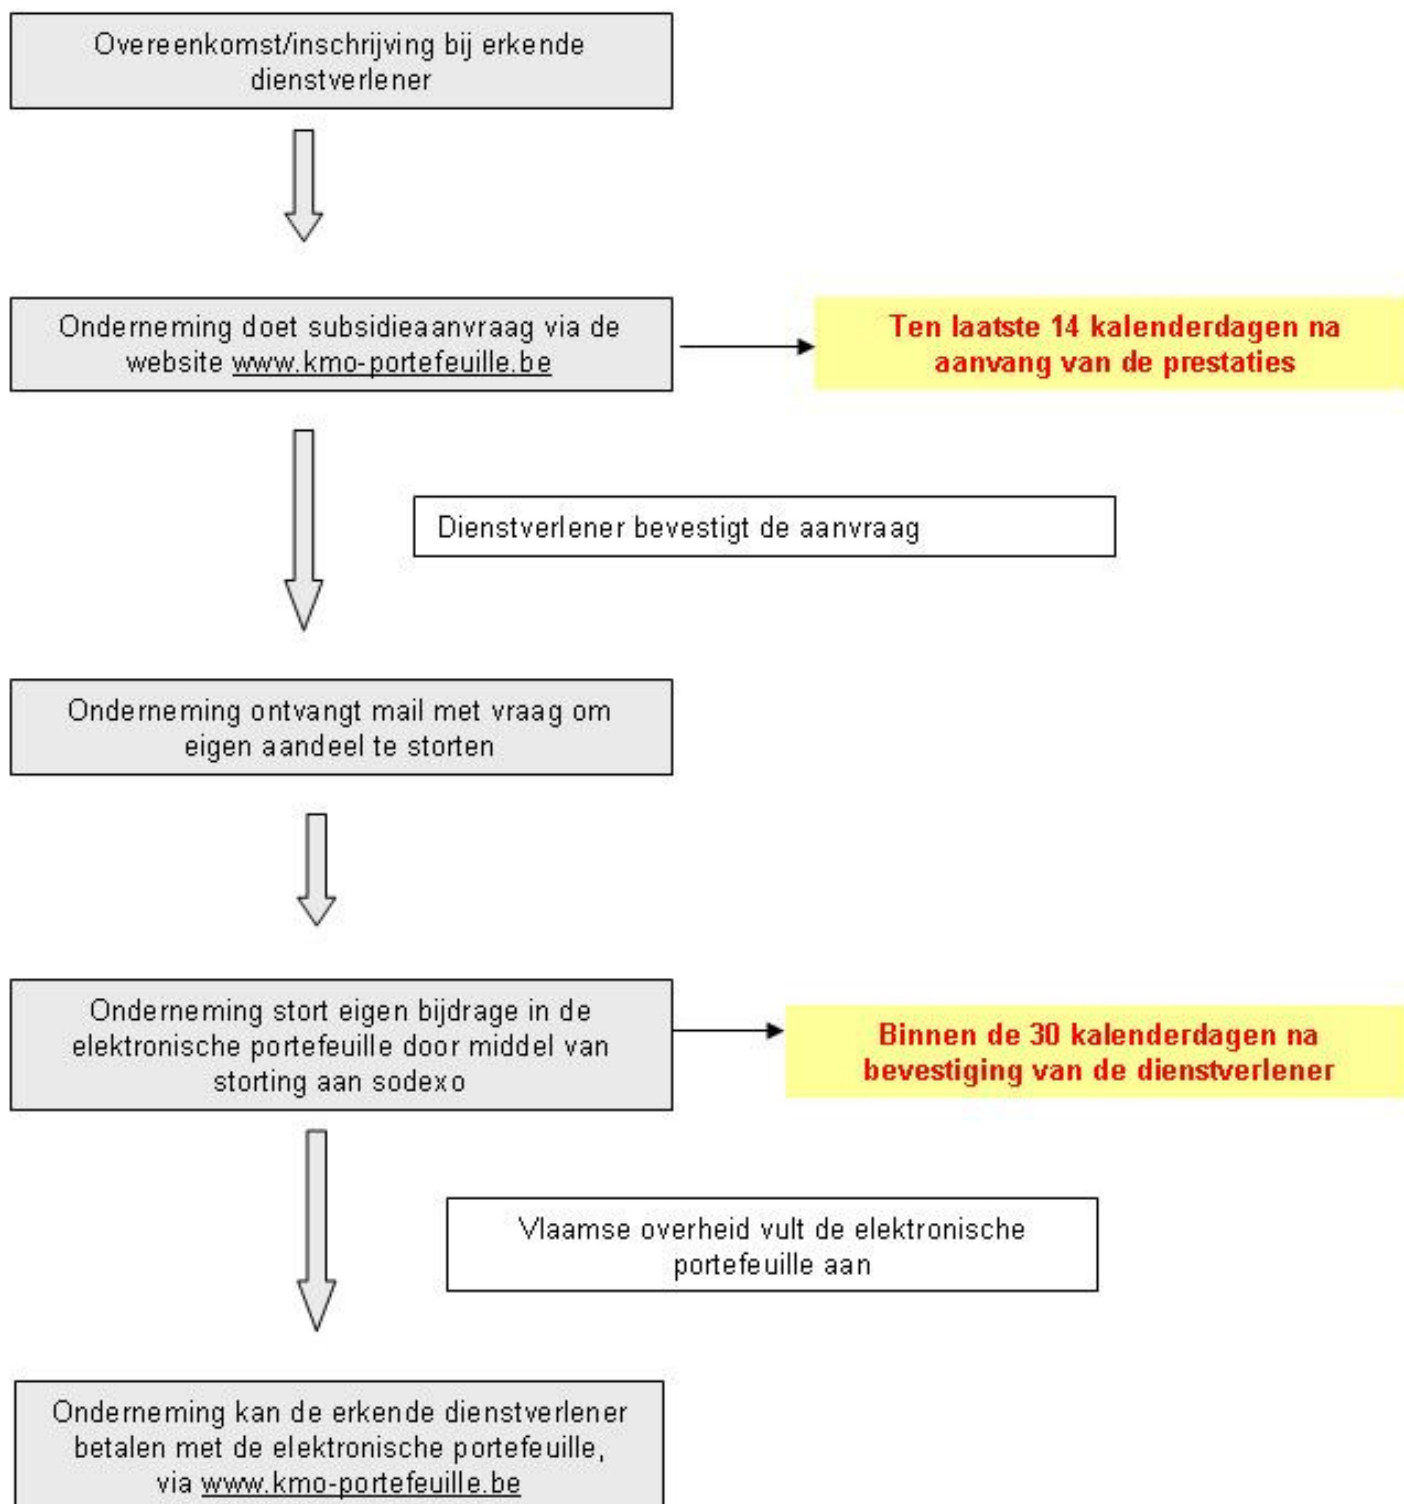 Overeenkomst/inschrijving bij erkende
dienstverlener
Onderneming doet subsidieaanvraag via de
website www.kmo-portefeuille.be
Ten laatste 14 kalenderdagen na
aanvang van de prestaties
Dienstverlener bevestigt de aanvraag
Onderneming ontvangt mail met vraag om
eigen aandeel te storten
Onderneming stort eigen bijdrage in de
elektronische portefeuille door middel van
storting aan sodexo
Binnen de 30 kalenderdagen na
bevestiging van de dienstverlener
Vlaamse overheid vult de elektronische
portefeuille aan
Onderneming kan de erkende dienstverlener
betalen met de elektronische portefeuille,
via www.kmo-portefeuille.be